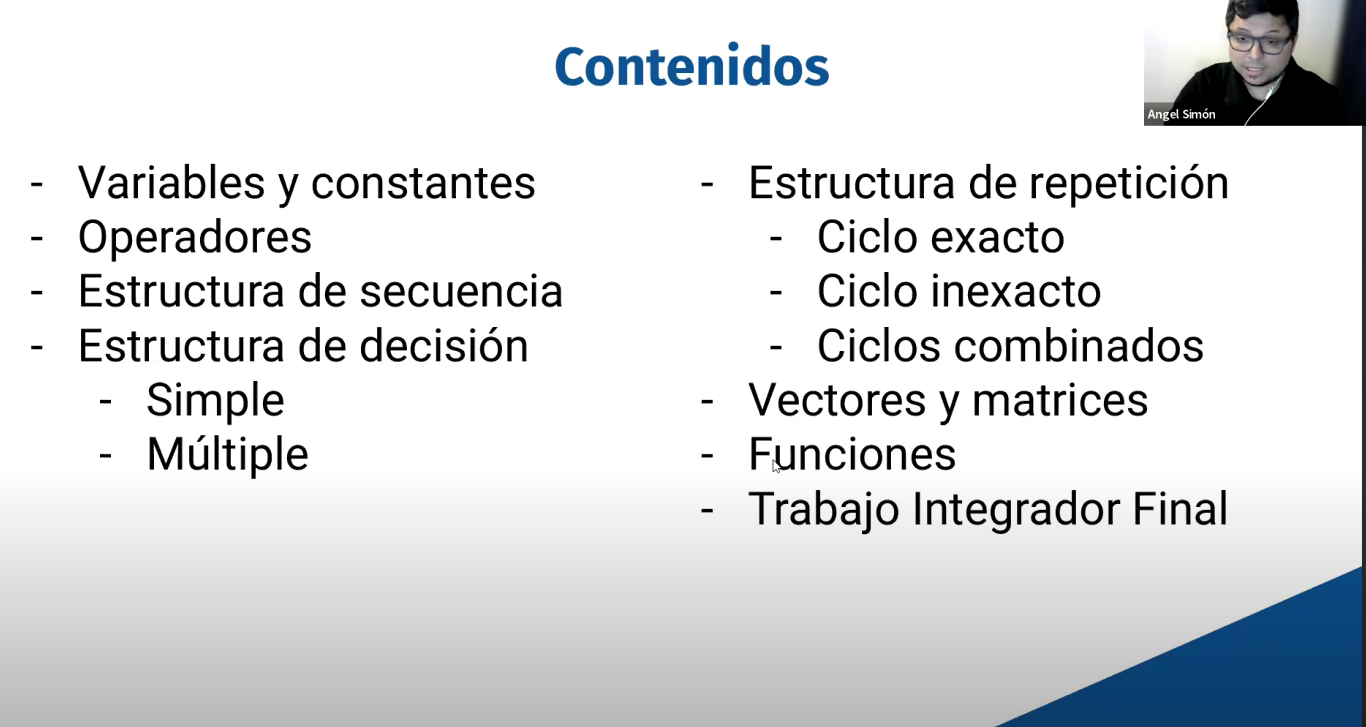 Contenidos
Angel Simón
- Variables y constantes
- Operadores
- Estructura de secuencia
- Estructura de decisión
- Simple
- Múltiple
- Estructura de repetición
- Ciclo exacto
- Ciclo inexacto
- Ciclos combinados
- Vectores y matrices
- Funciones
- Trabajo Integrador Final